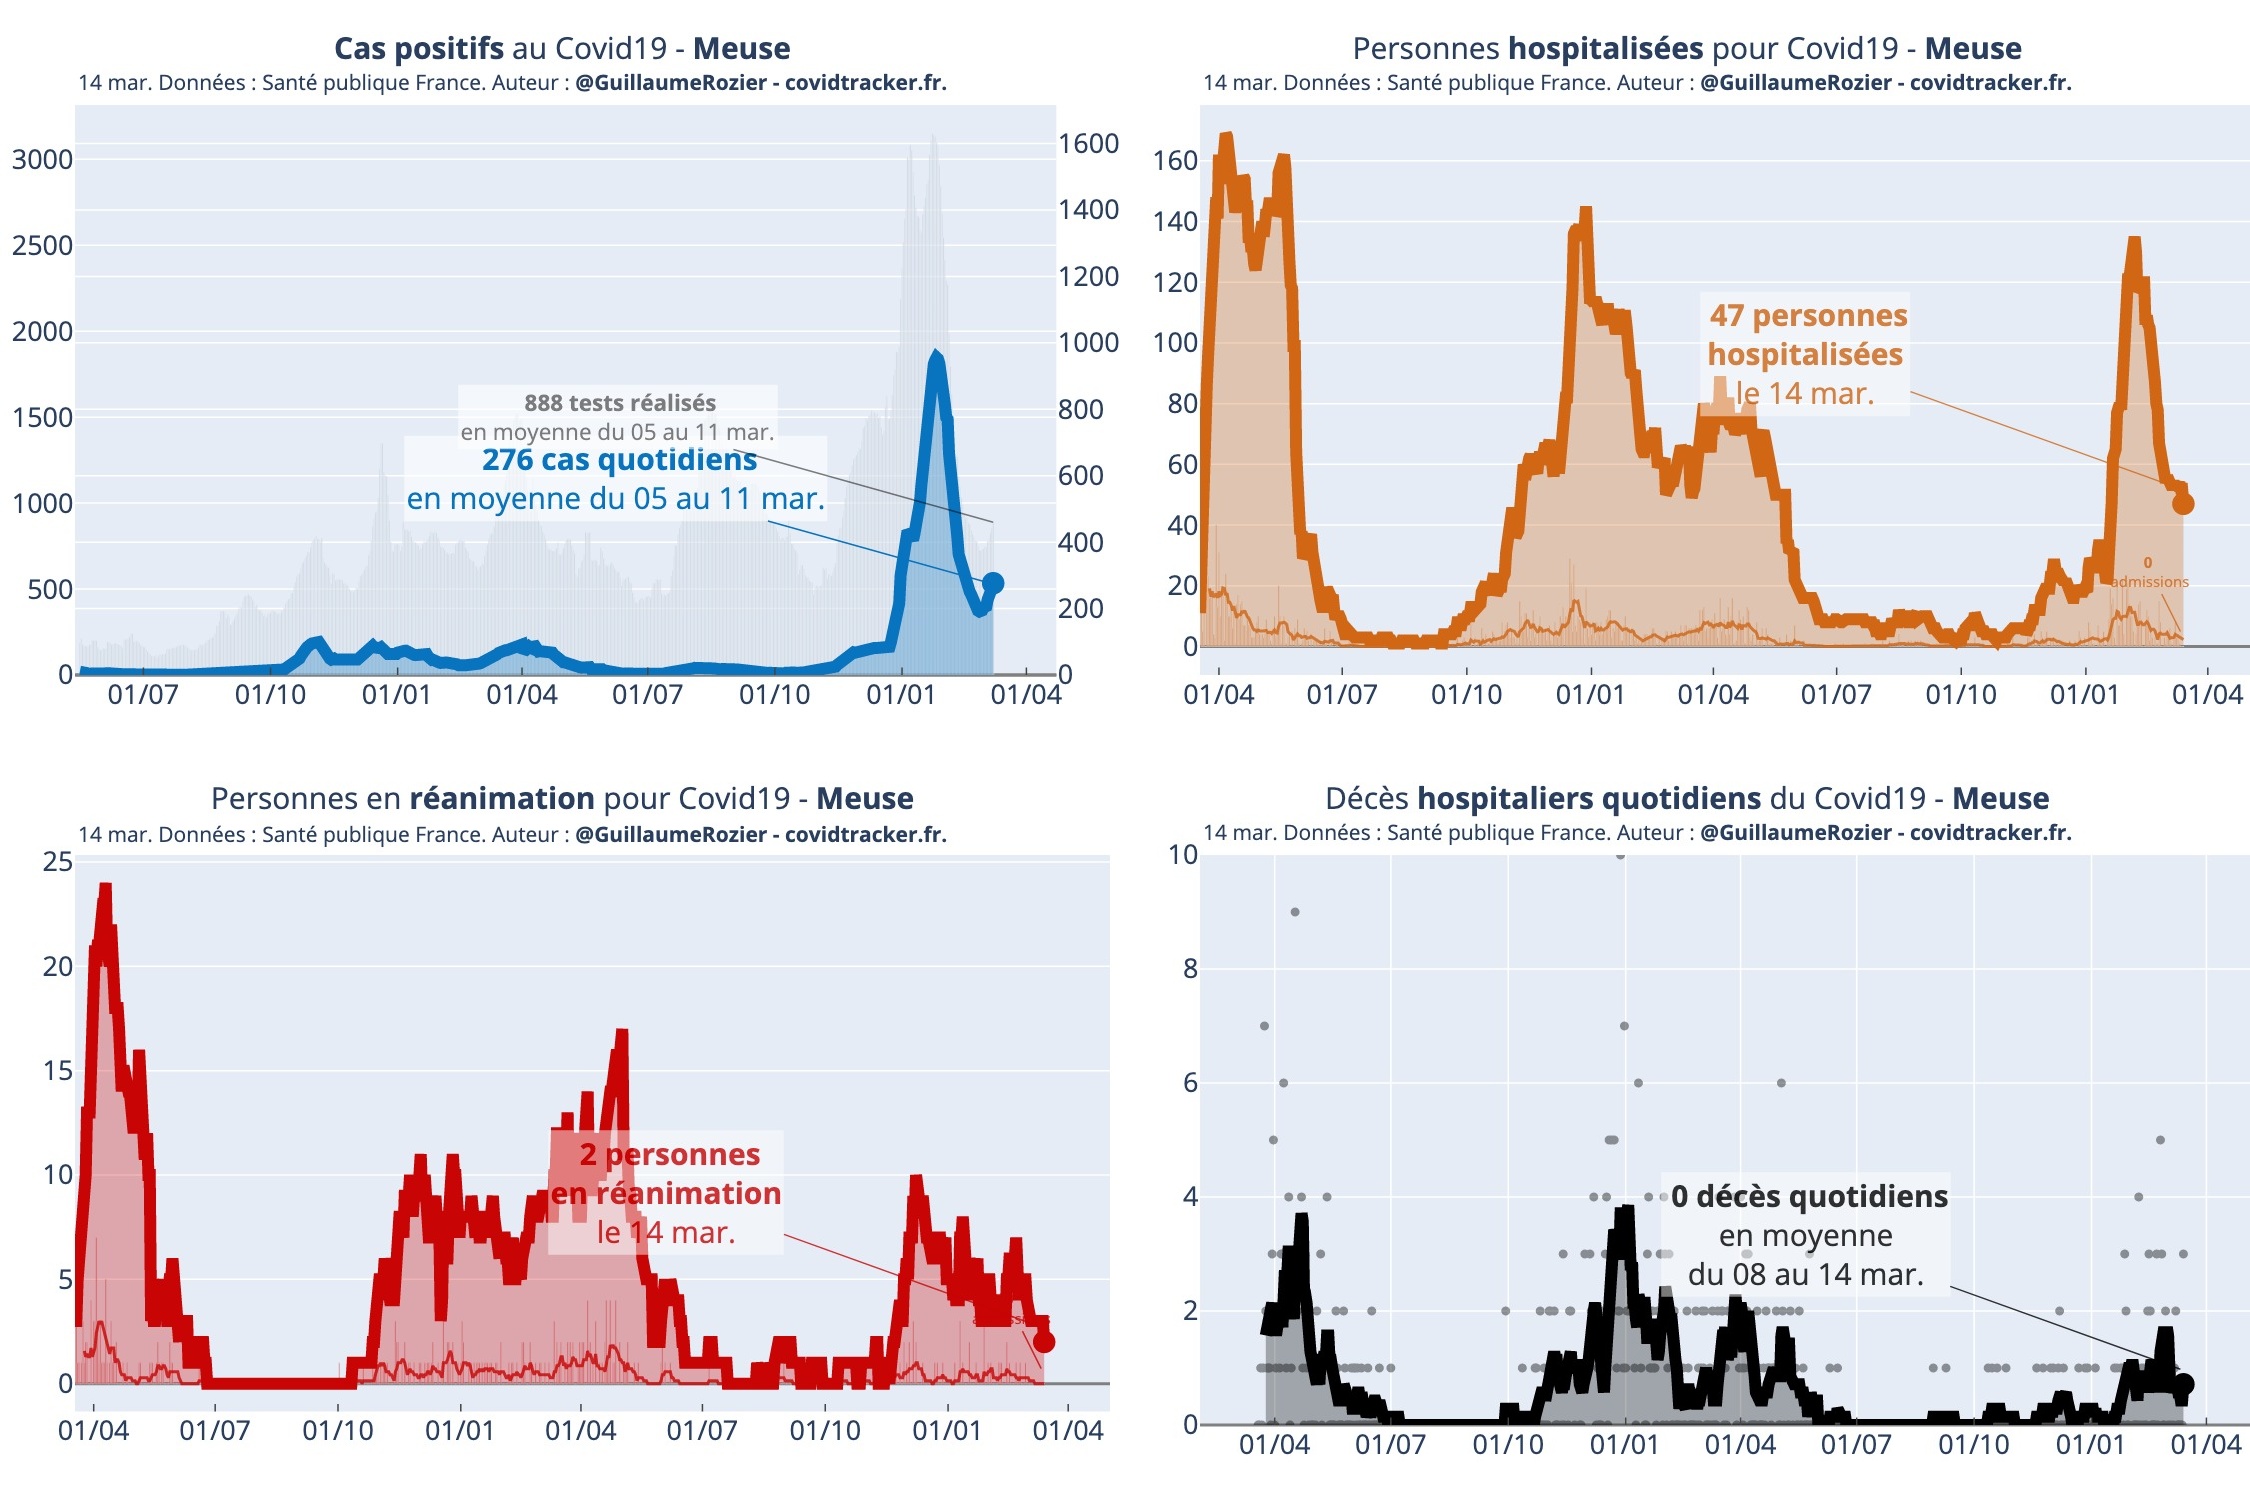 Cas positifs au Covid19 - Meuse
14 mar. Données : Santé publique France. Auteur : @GuillaumeRozier - covidtracker.fr.
3000
2500
2000
1500
1000
500
0
1600
1400
1200
1000
800
600
400
200
0
888 tests réalisés
en moyenne du 05 au 11 mar.
276 cas quotidiens
en moyenne du 05 au 11 mar.
01/07 01/10 01/01 01/04 01/07 01/10 01/01 01/04
Personnes hospitalisées pour Covid19 - Meuse
14 mar. Données : Santé publique France. Auteur : @GuillaumeRozier - covidtracker.fr.
160
140
120
100
80
60
40
20
0
47 personnes
hospitalisées
le 14 mar.
0
admissions
01/04 01/07 01/10 01/01 01/04 01/07 01/10 01/01 01/04
Personnes en réanimation pour Covid19 - Meuse
14 mar. Données : Santé publique France. Auteur : @GuillaumeRozier - covidtracker.fr.
25
20
15
10
5
0
2 personnes
en réanimation
le 14 mar.
01/04 01/07 01/10 01/01 01/04 01/07 01/10 01/01 01/04
Décès hospitaliers quotidiens du Covid19 - Meuse
14 mar. Données : Santé publique France. Auteur : @GuillaumeRozier - covidtracker.fr.
10
8
6
4
2
0
0 décès quotidiens
en moyenne
du 08 au 14 mar.
01/04 01/07 01/10 01/01 01/04 01/07 01/10 01/01 01/04